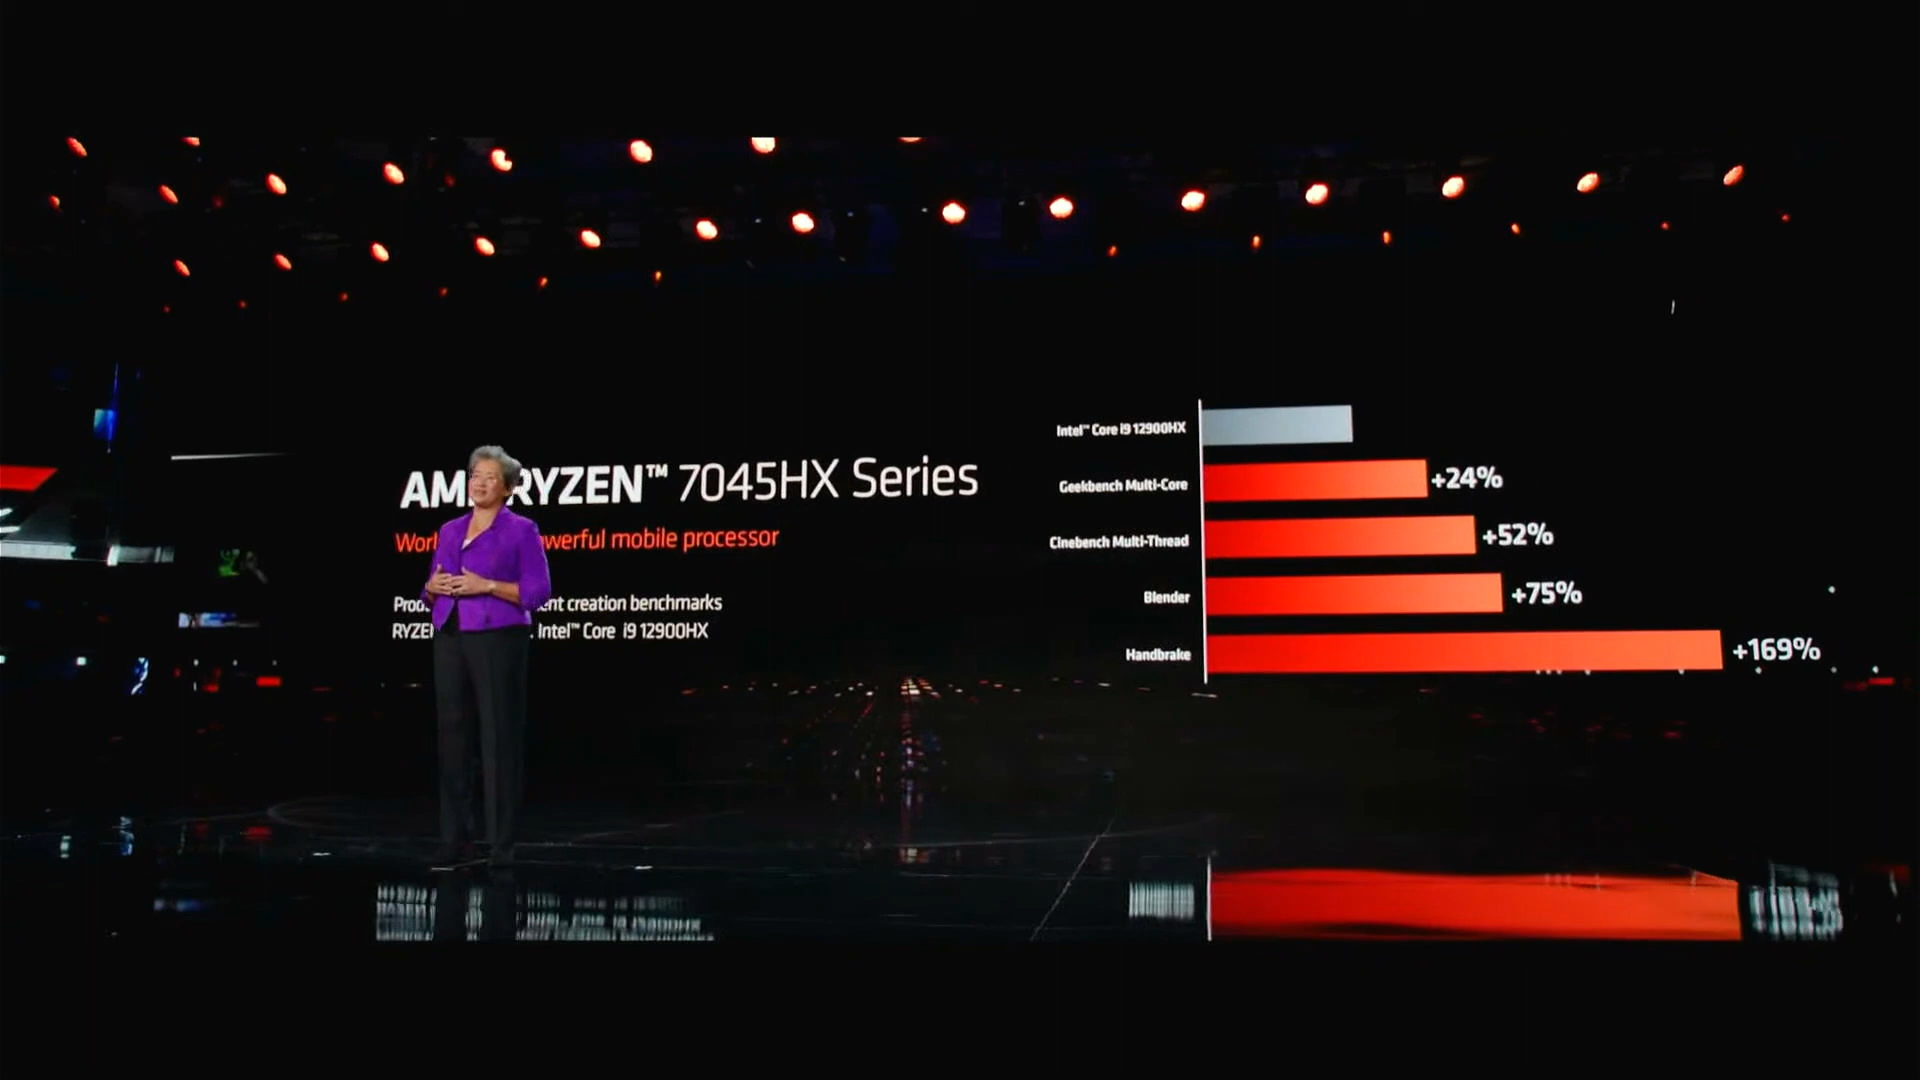 AM RYZEN™ 7045HX Series
Worl werful mobile processor
Prod nt creation benchmarks
RYZE . Intel™ Core i9 12900HX
Intel™ Core i9 12900HX
Geekbench Multi-Core +24%
Cinebench Multi-Thread +52%
Blender +75%
Handbrake +169%